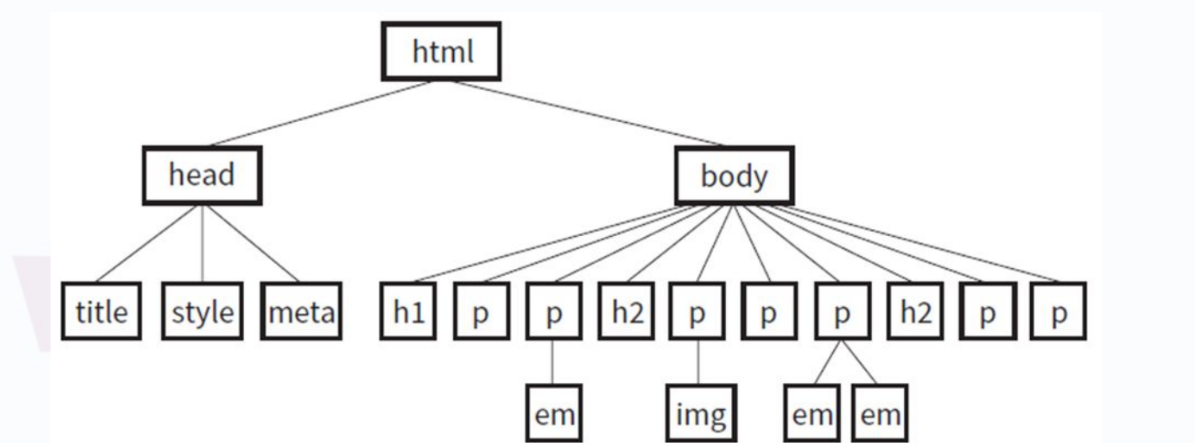 html
head body
title style meta h1 p p h2 p p p h2 p p
em img em em